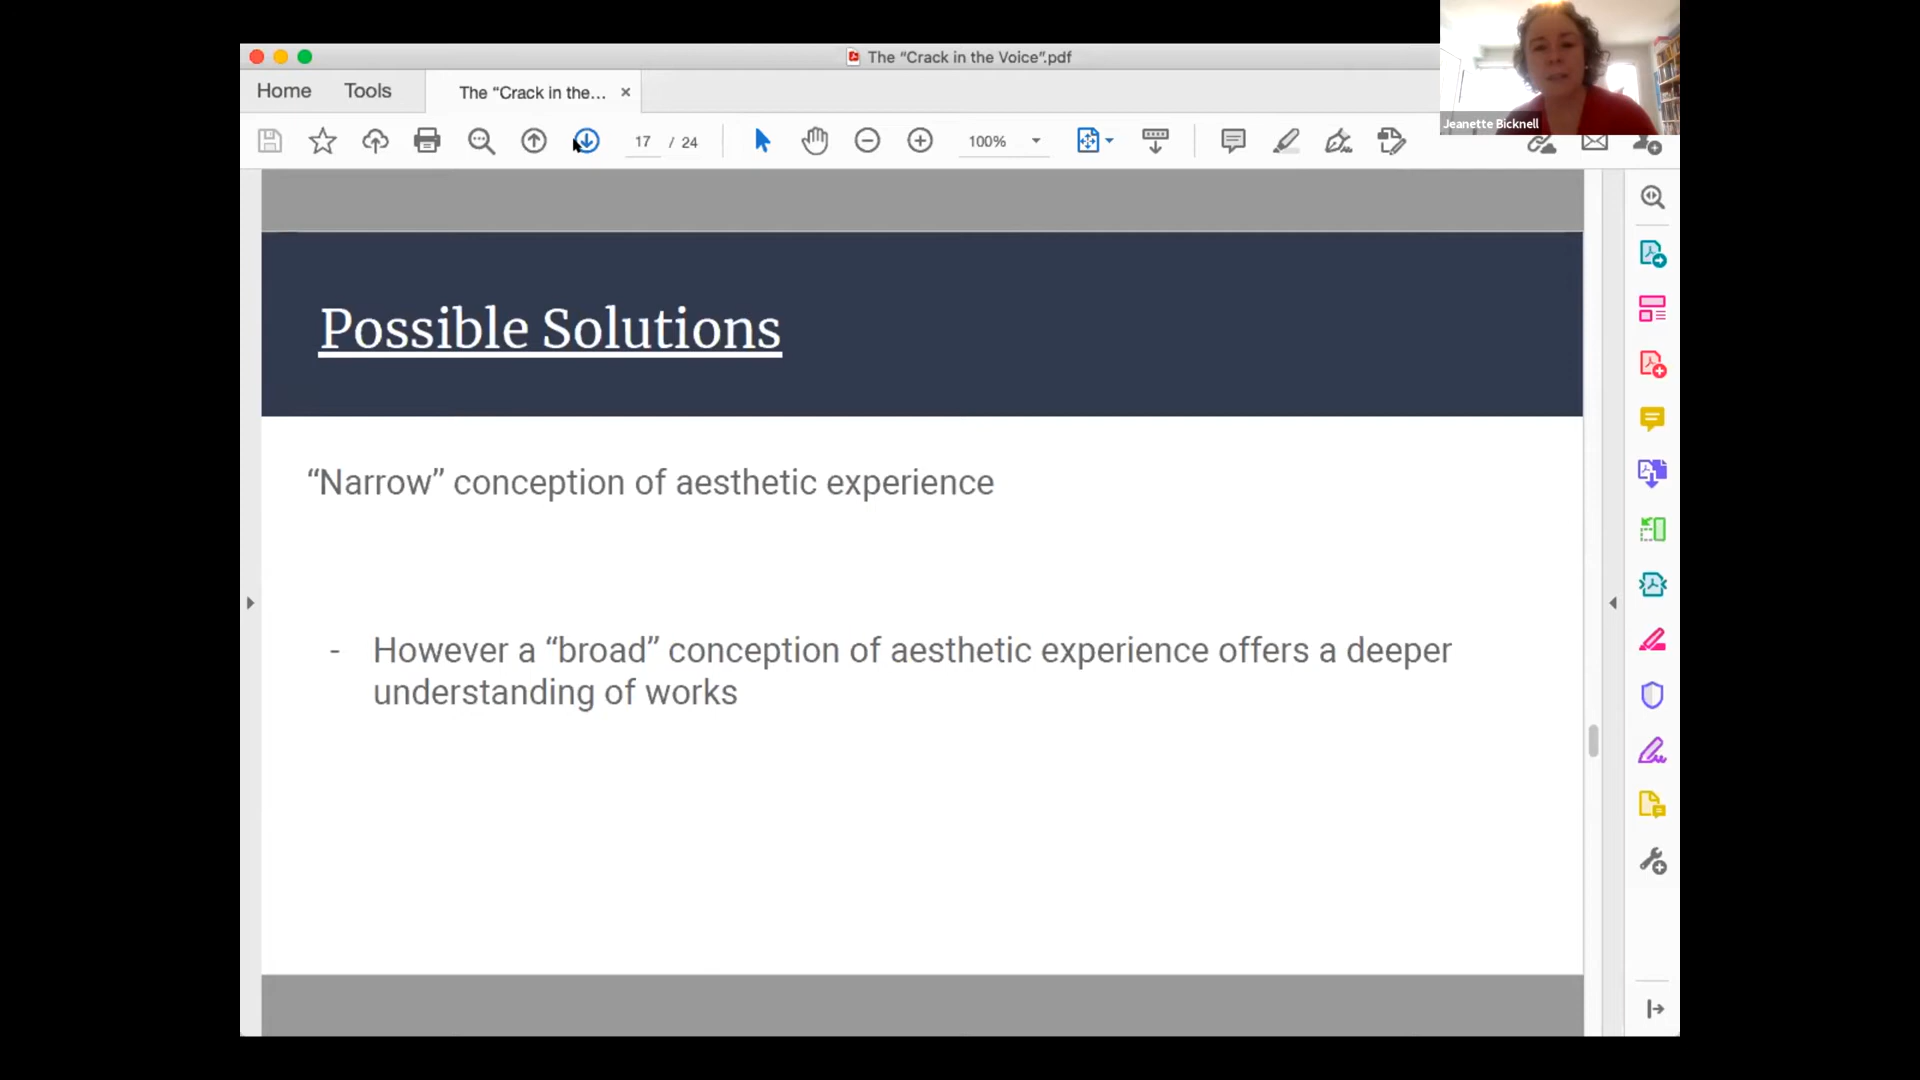 The “Crack in the Voice”.pdf
Home Tools The “Crack in the... ×
17 / 24 100%
Jeanette Bicknell
Possible Solutions
“Narrow” conception of aesthetic experience
- However a “broad” conception of aesthetic experience offers a deeper
understanding of works